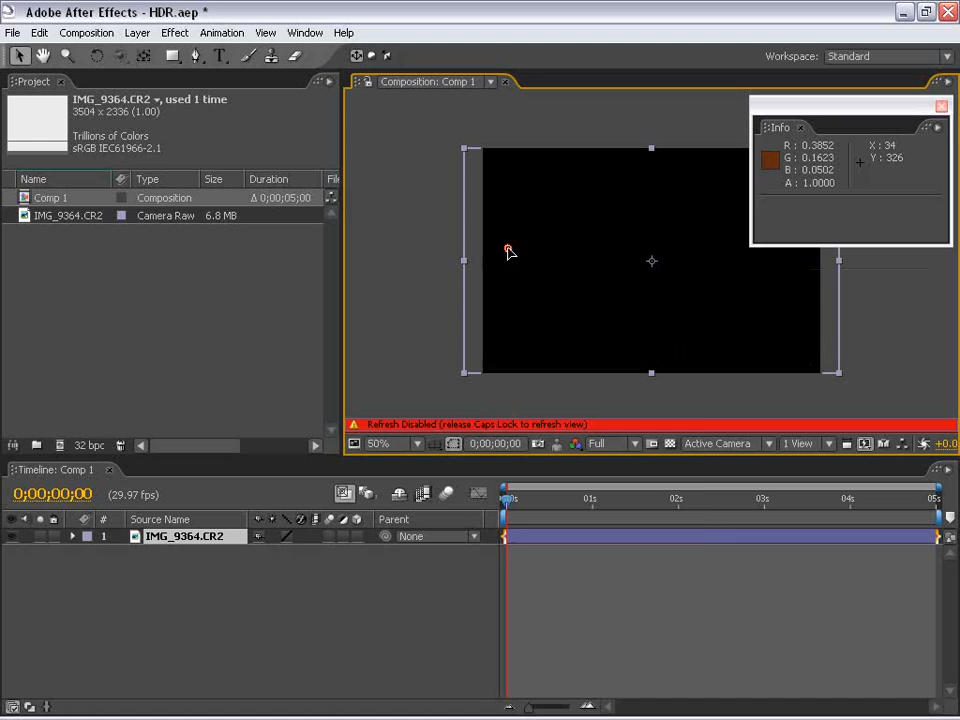 Adobe After Effects - HDR.aep *
File Edit Composition Layer Effect Animation View Window Help
Workspace: Standard
Project
IMG_9364.CR2, used 1 time
3504 x 2336 (1.00)
Trillions of Colors
sRGB IEC61966-2.1
Name Type Size Duration File
Comp 1 Composition Δ 0;00;05;00
IMG_9364.CR2 Camera Raw 6.8 MB
32 bpc
Composition: Comp 1
Info
R : 0.3852
G : 0.1623
B : 0.0502
A : 1.0000
X : 34
Y : 326
Refresh Disabled (release Caps Lock to refresh view)
50% 0;00;00;00 Full Active Camera 1 View +0.0
Timeline: Comp 1
0;00;00;00 (29.97 fps)
0s 01s 02s 03s 04s 05s
# Source Name Parent
1 IMG_9364.CR2 None